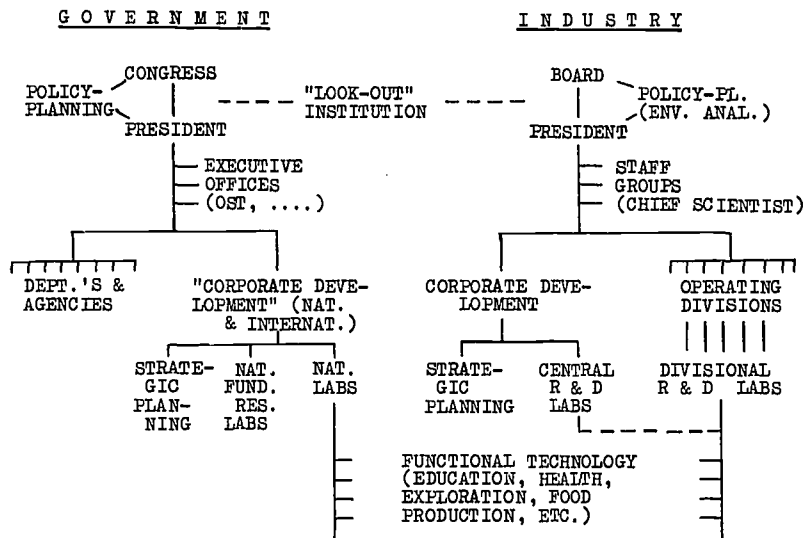 GOVERNMENT
INDUSTRY
CONGRESS
POLICY-
PLANNING
PRESIDENT
"LOOK-OUT"
INSTITUTION
BOARD
POLICY-PL.
(ENV. ANAL.)
PRESIDENT
EXECUTIVE
OFFICES
(OST, ....)
STAFF
GROUPS
(CHIEF SCIENTIST)
DEPT.'S &
AGENCIES
"CORPORATE DEVE-
LOPMENT" (NAT.
& INTERNAT.)
CORPORATE DEVE-
LOPMENT
OPERATING
DIVISIONS
STRATE-
GIC
PLAN-
NING
NAT.
FUND.
RES.
LABS
NAT.
LABS
STRATE-
GIC
PLANNING
CENTRAL
R & D
LABS
DIVISIONAL
R & D LABS
FUNCTIONAL TECHNOLOGY
(EDUCATION, HEALTH,
EXPLORATION, FOOD
PRODUCTION, ETC.)